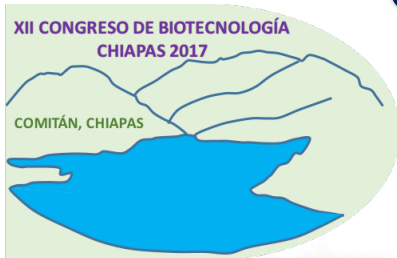 XII CONGRESO DE BIOTECNOLOGÍA
CHIAPAS 2017
COMITÁN, CHIAPAS